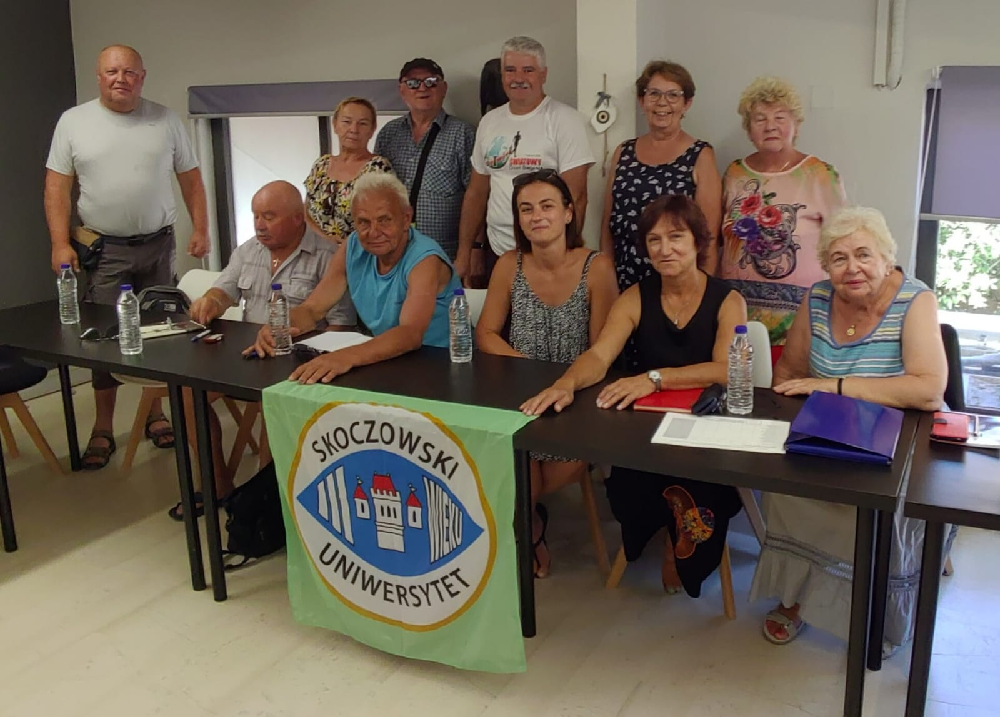 ŚWIATOWY
SKOCZOWSKI
III
WIEKU
UNIWERSYTET